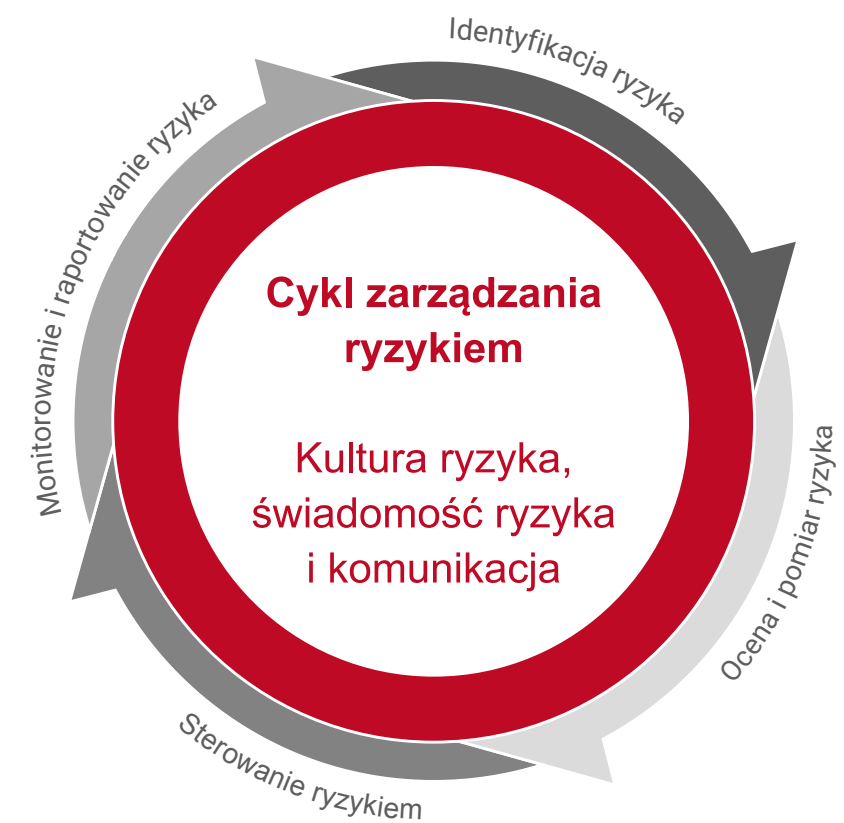 Identyfikacja ryzyka
Ocena i pomiar ryzyka
Sterowanie ryzykiem
Monitorowanie i raportowanie ryzyka
Cykl zarządzania
ryzykiem
Kultura ryzyka,
świadomość ryzyka
i komunikacja